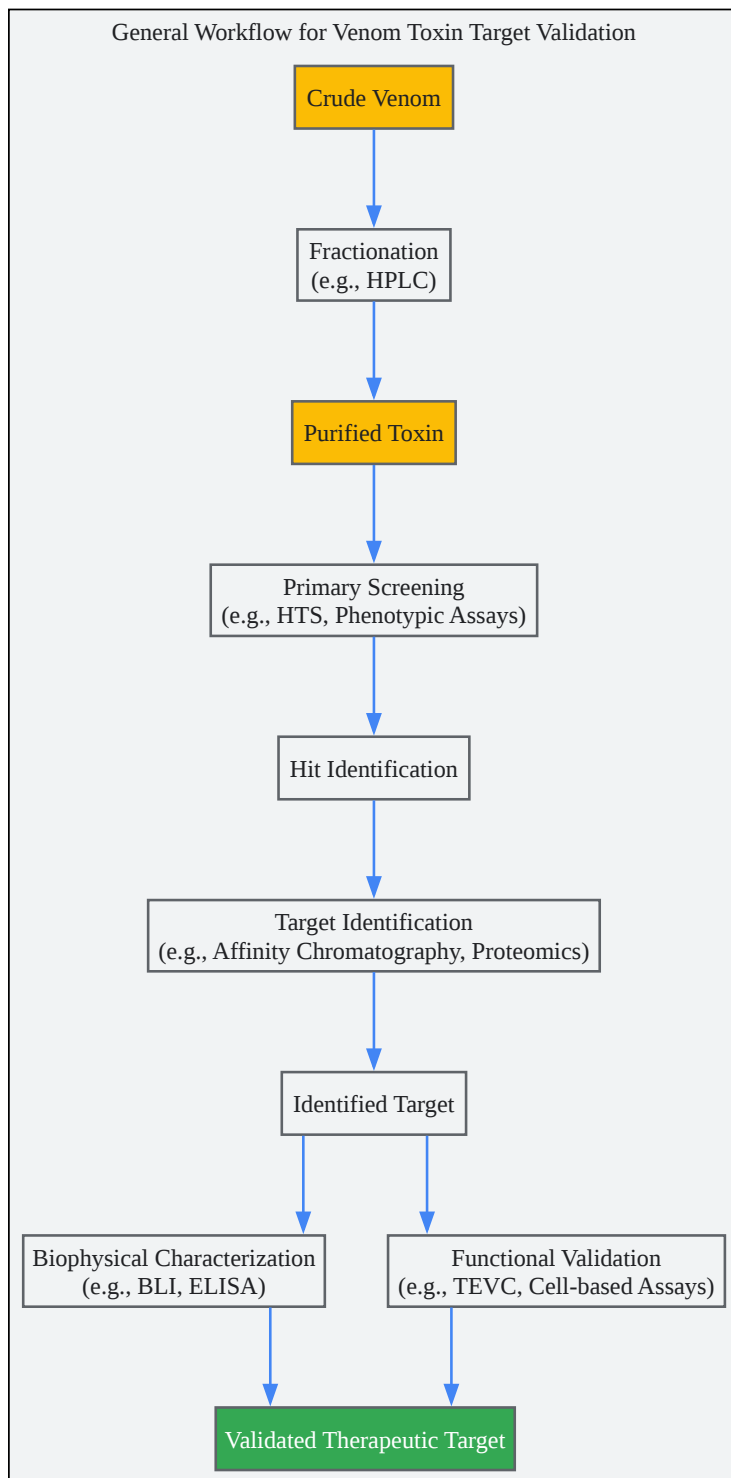 General Workflow for Venom Toxin Target Validation
Crude Venom
Fractionation
(e.g., HPLC)
Purified Toxin
Primary Screening
(e.g., HTS, Phenotypic Assays)
Hit Identification
Target Identification
(e.g., Affinity Chromatography, Proteomics)
Identified Target
Biophysical Characterization
(e.g., BLI, ELISA)
Functional Validation
(e.g., TEVC, Cell-based Assays)
Validated Therapeutic Target